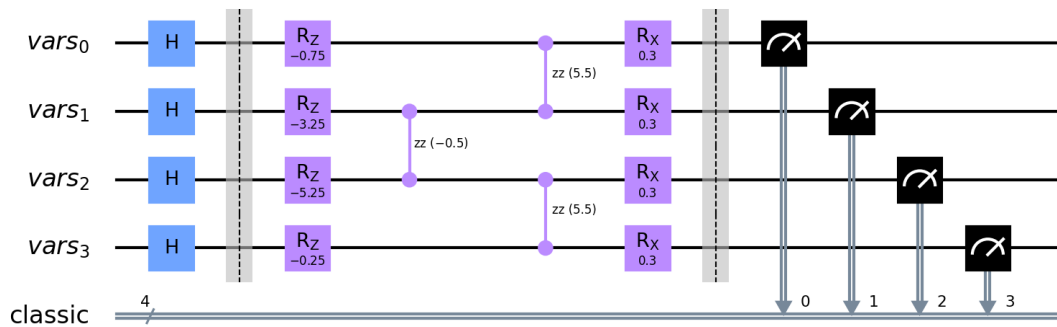 vars0 H RZ −0.75 RX 0.3
zz (5.5)
vars1 H RZ −3.25 RX 0.3
zz (−0.5)
vars2 H RZ −5.25 RX 0.3
zz (5.5)
vars3 H RZ −0.25 RX 0.3
classic 4 0 1 2 3